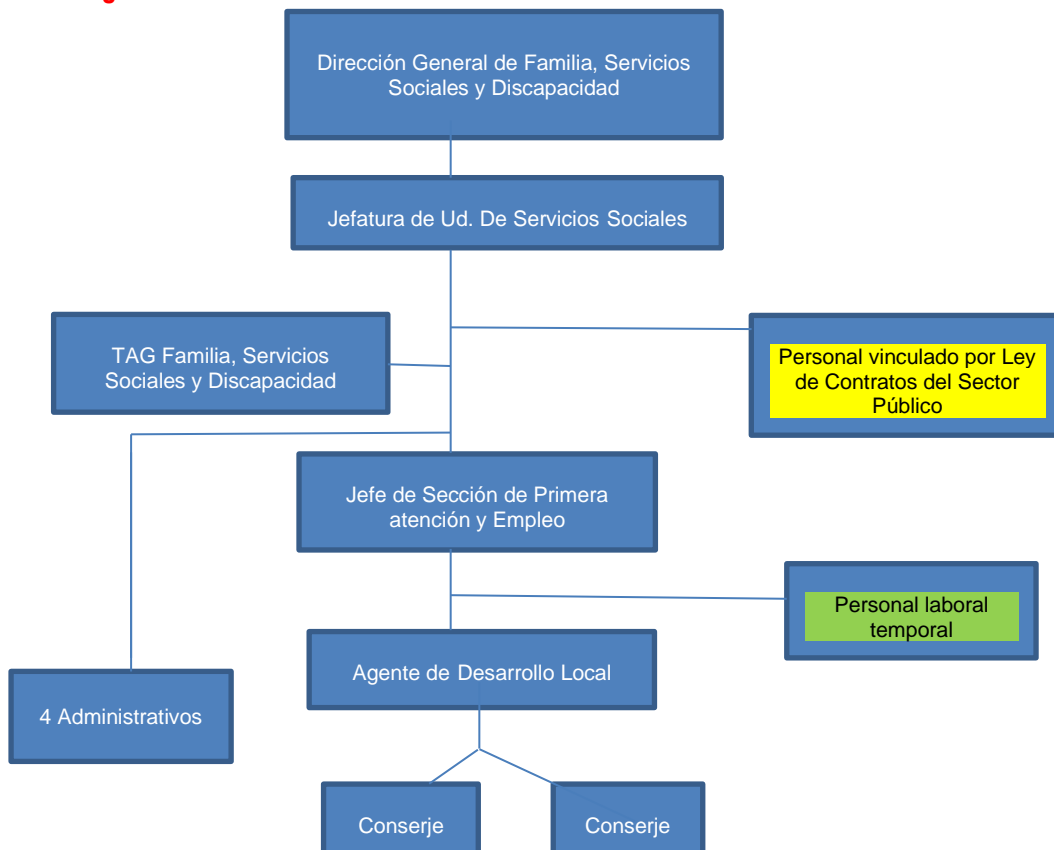 Dirección General de Familia, Servicios
Sociales y Discapacidad
Jefatura de Ud. De Servicios Sociales
TAG Familia, Servicios
Sociales y Discapacidad
Personal vinculado por Ley
de Contratos del Sector
Público
Jefe de Sección de Primera
atención y Empleo
Personal laboral
temporal
Agente de Desarrollo Local
4 Administrativos
Conserje
Conserje